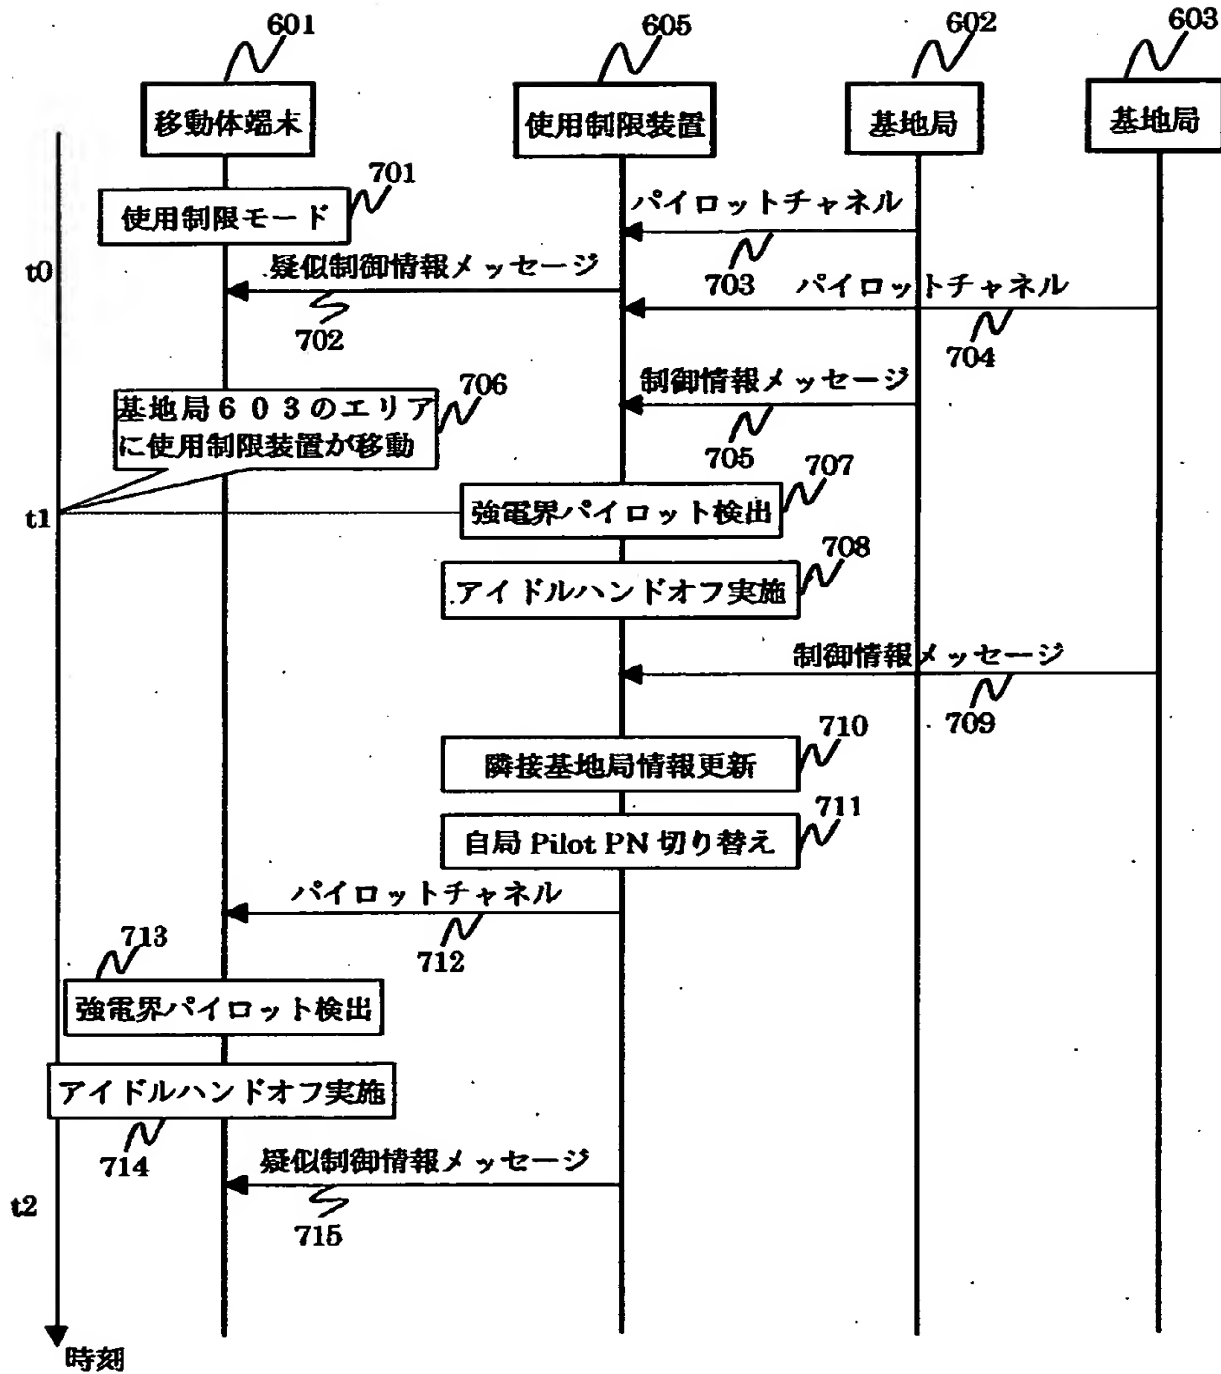 601
605
602
603
移動体端末
使用制限装置
基地局
基地局
701
使用制限モード
パイロットチャネル
703
t0
疑似制御情報メッセージ
702
パイロットチャネル
704
制御情報メッセージ
705
706
基地局６０３のエリア
に使用制限装置が移動
707
t1
強電界パイロット検出
708
アイドルハンドオフ実施
制御情報メッセージ
709
710
隣接基地局情報更新
711
自局 Pilot PN 切り替え
パイロットチャネル
712
713
強電界パイロット検出
アイドルハンドオフ実施
714
疑似制御情報メッセージ
715
t2
時刻